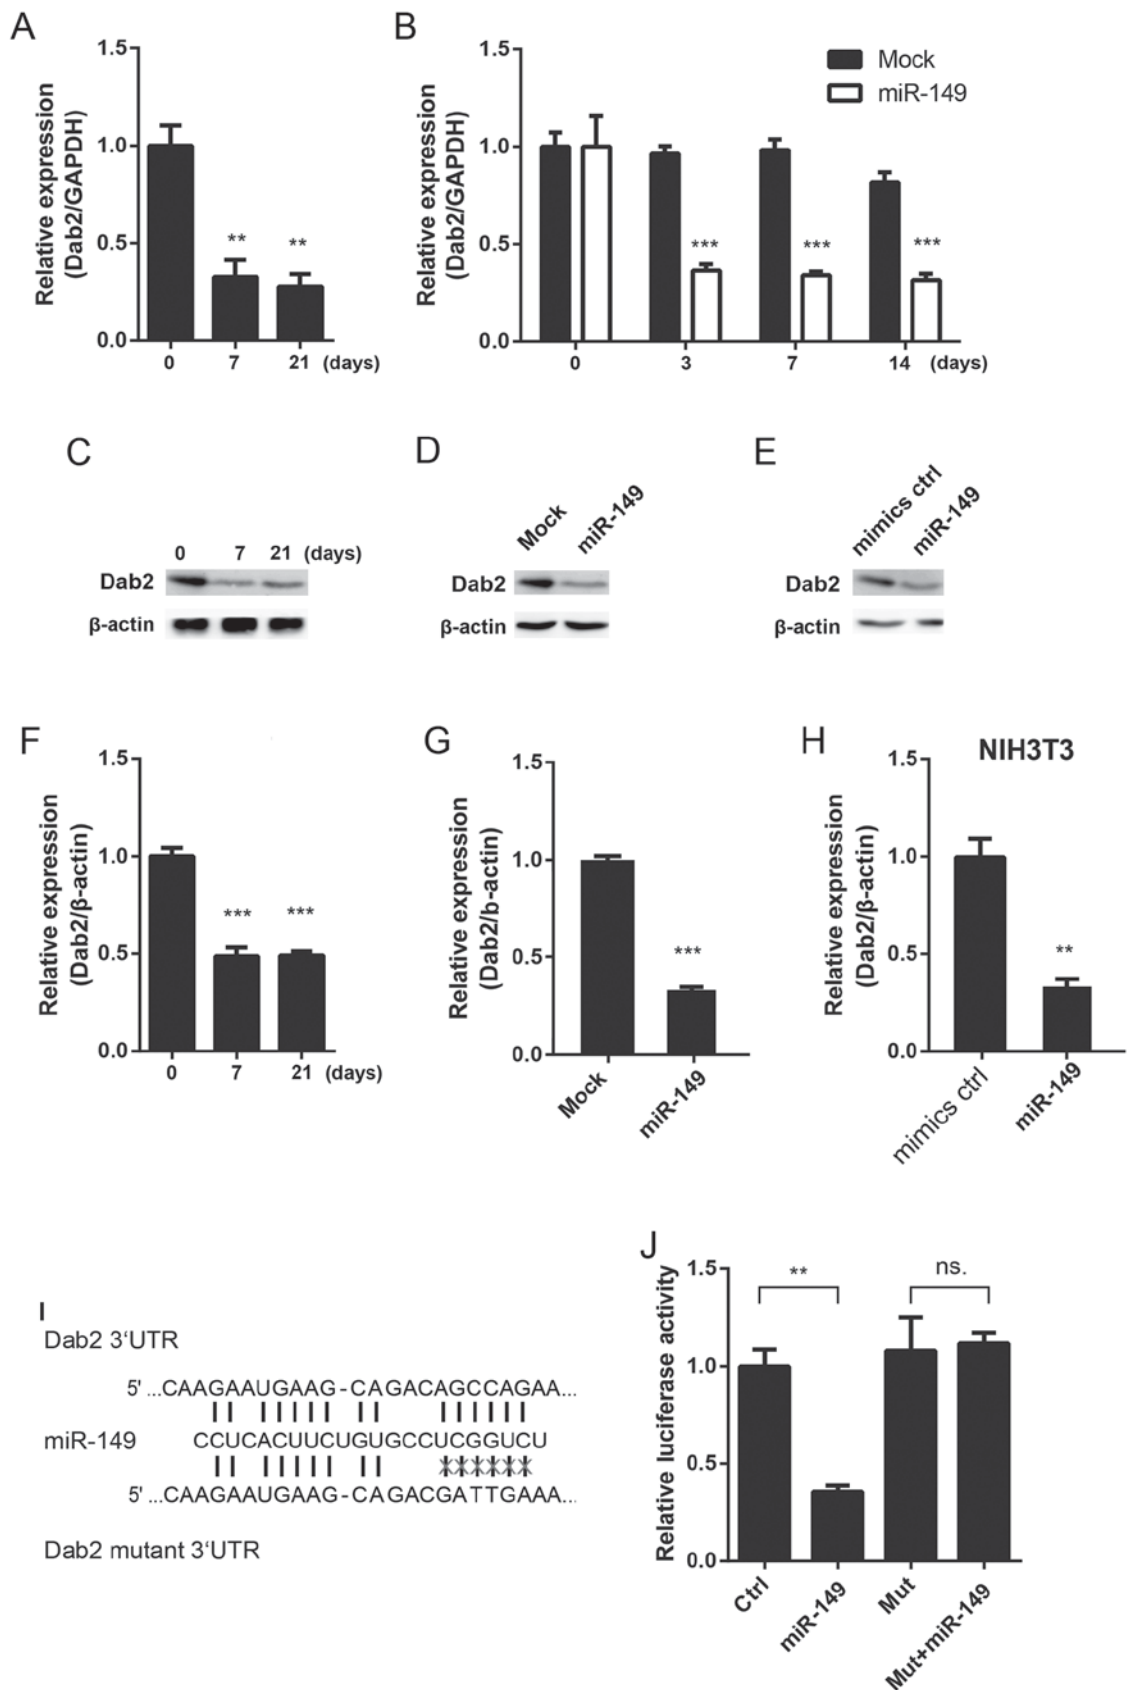 A
1.5
1.0
0.5
0.0
Relative expression
(Dab2/GAPDH)
**
**
0 7 21 (days)
B
1.5
1.0
0.5
0.0
Relative expression
(Dab2/GAPDH)
Mock
miR-149
***
***
***
0 3 7 14 (days)
C
0 7 21 (days)
Dab2
β-actin
D
Mock miR-149
Dab2
β-actin
E
mimics ctrl miR-149
Dab2
β-actin
F
1.5
1.0
0.5
0.0
Relative expression
(Dab2/β-actin)
***
***
0 7 21 (days)
G
1.5
1.0
0.5
0.0
Relative expression
(Dab2/b-actin)
***
Mock miR-149
H
NIH3T3
1.5
1.0
0.5
0.0
Relative expression
(Dab2/β-actin)
**
mimics ctrl miR-149
I
Dab2 3'UTR
5' ...CAAGAAUGAAG-CAGACAGCCAGAA...
miR-149 CCUCACUUCUGUGCCUCGGUCU
5' ...CAAGAAUGAAG-CAGACGATTGAAA...
Dab2 mutant 3'UTR
J
1.5
1.0
0.5
0.0
Relative luciferase activity
**
ns.
Ctrl miR-149 Mut Mut+miR-149